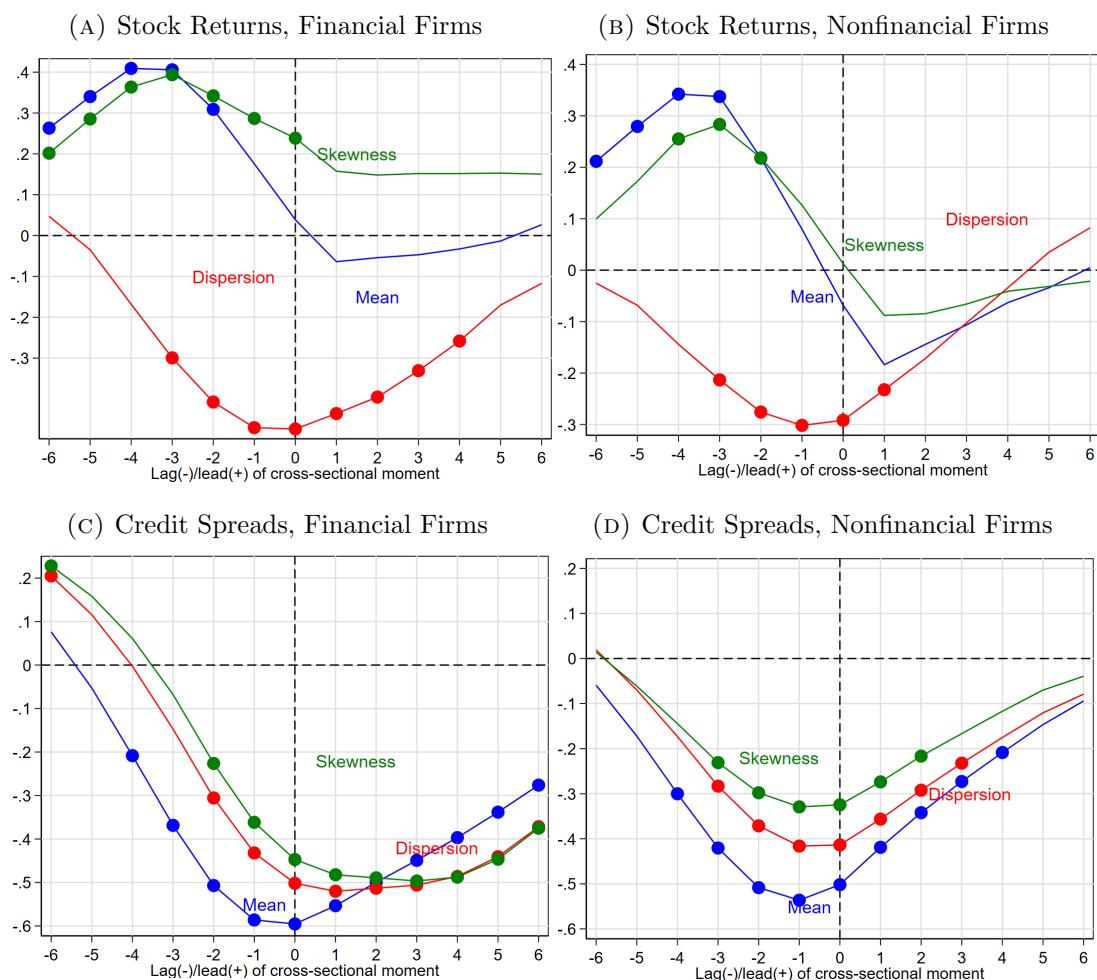 (A) Stock Returns, Financial Firms
.4
.3
.2
.1
0
-.1
-.2
-.3
Skewness
Dispersion
Mean
-6 -5 -4 -3 -2 -1 0 1 2 3 4 5 6
Lag(-)/lead(+) of cross-sectional moment
(B) Stock Returns, Nonfinancial Firms
.4
.3
.2
.1
0
-.1
-.2
-.3
Dispersion
Skewness
Mean
-6 -5 -4 -3 -2 -1 0 1 2 3 4 5 6
Lag(-)/lead(+) of cross-sectional moment
(C) Credit Spreads, Financial Firms
.2
.1
0
-.1
-.2
-.3
-.4
-.5
-.6
Skewness
Dispersion
Mean
-6 -5 -4 -3 -2 -1 0 1 2 3 4 5 6
Lag(-)/lead(+) of cross-sectional moment
(D) Credit Spreads, Nonfinancial Firms
.2
.1
0
-.1
-.2
-.3
-.4
-.5
-.6
Skewness
Dispersion
Mean
-6 -5 -4 -3 -2 -1 0 1 2 3 4 5 6
Lag(-)/lead(+) of cross-sectional moment